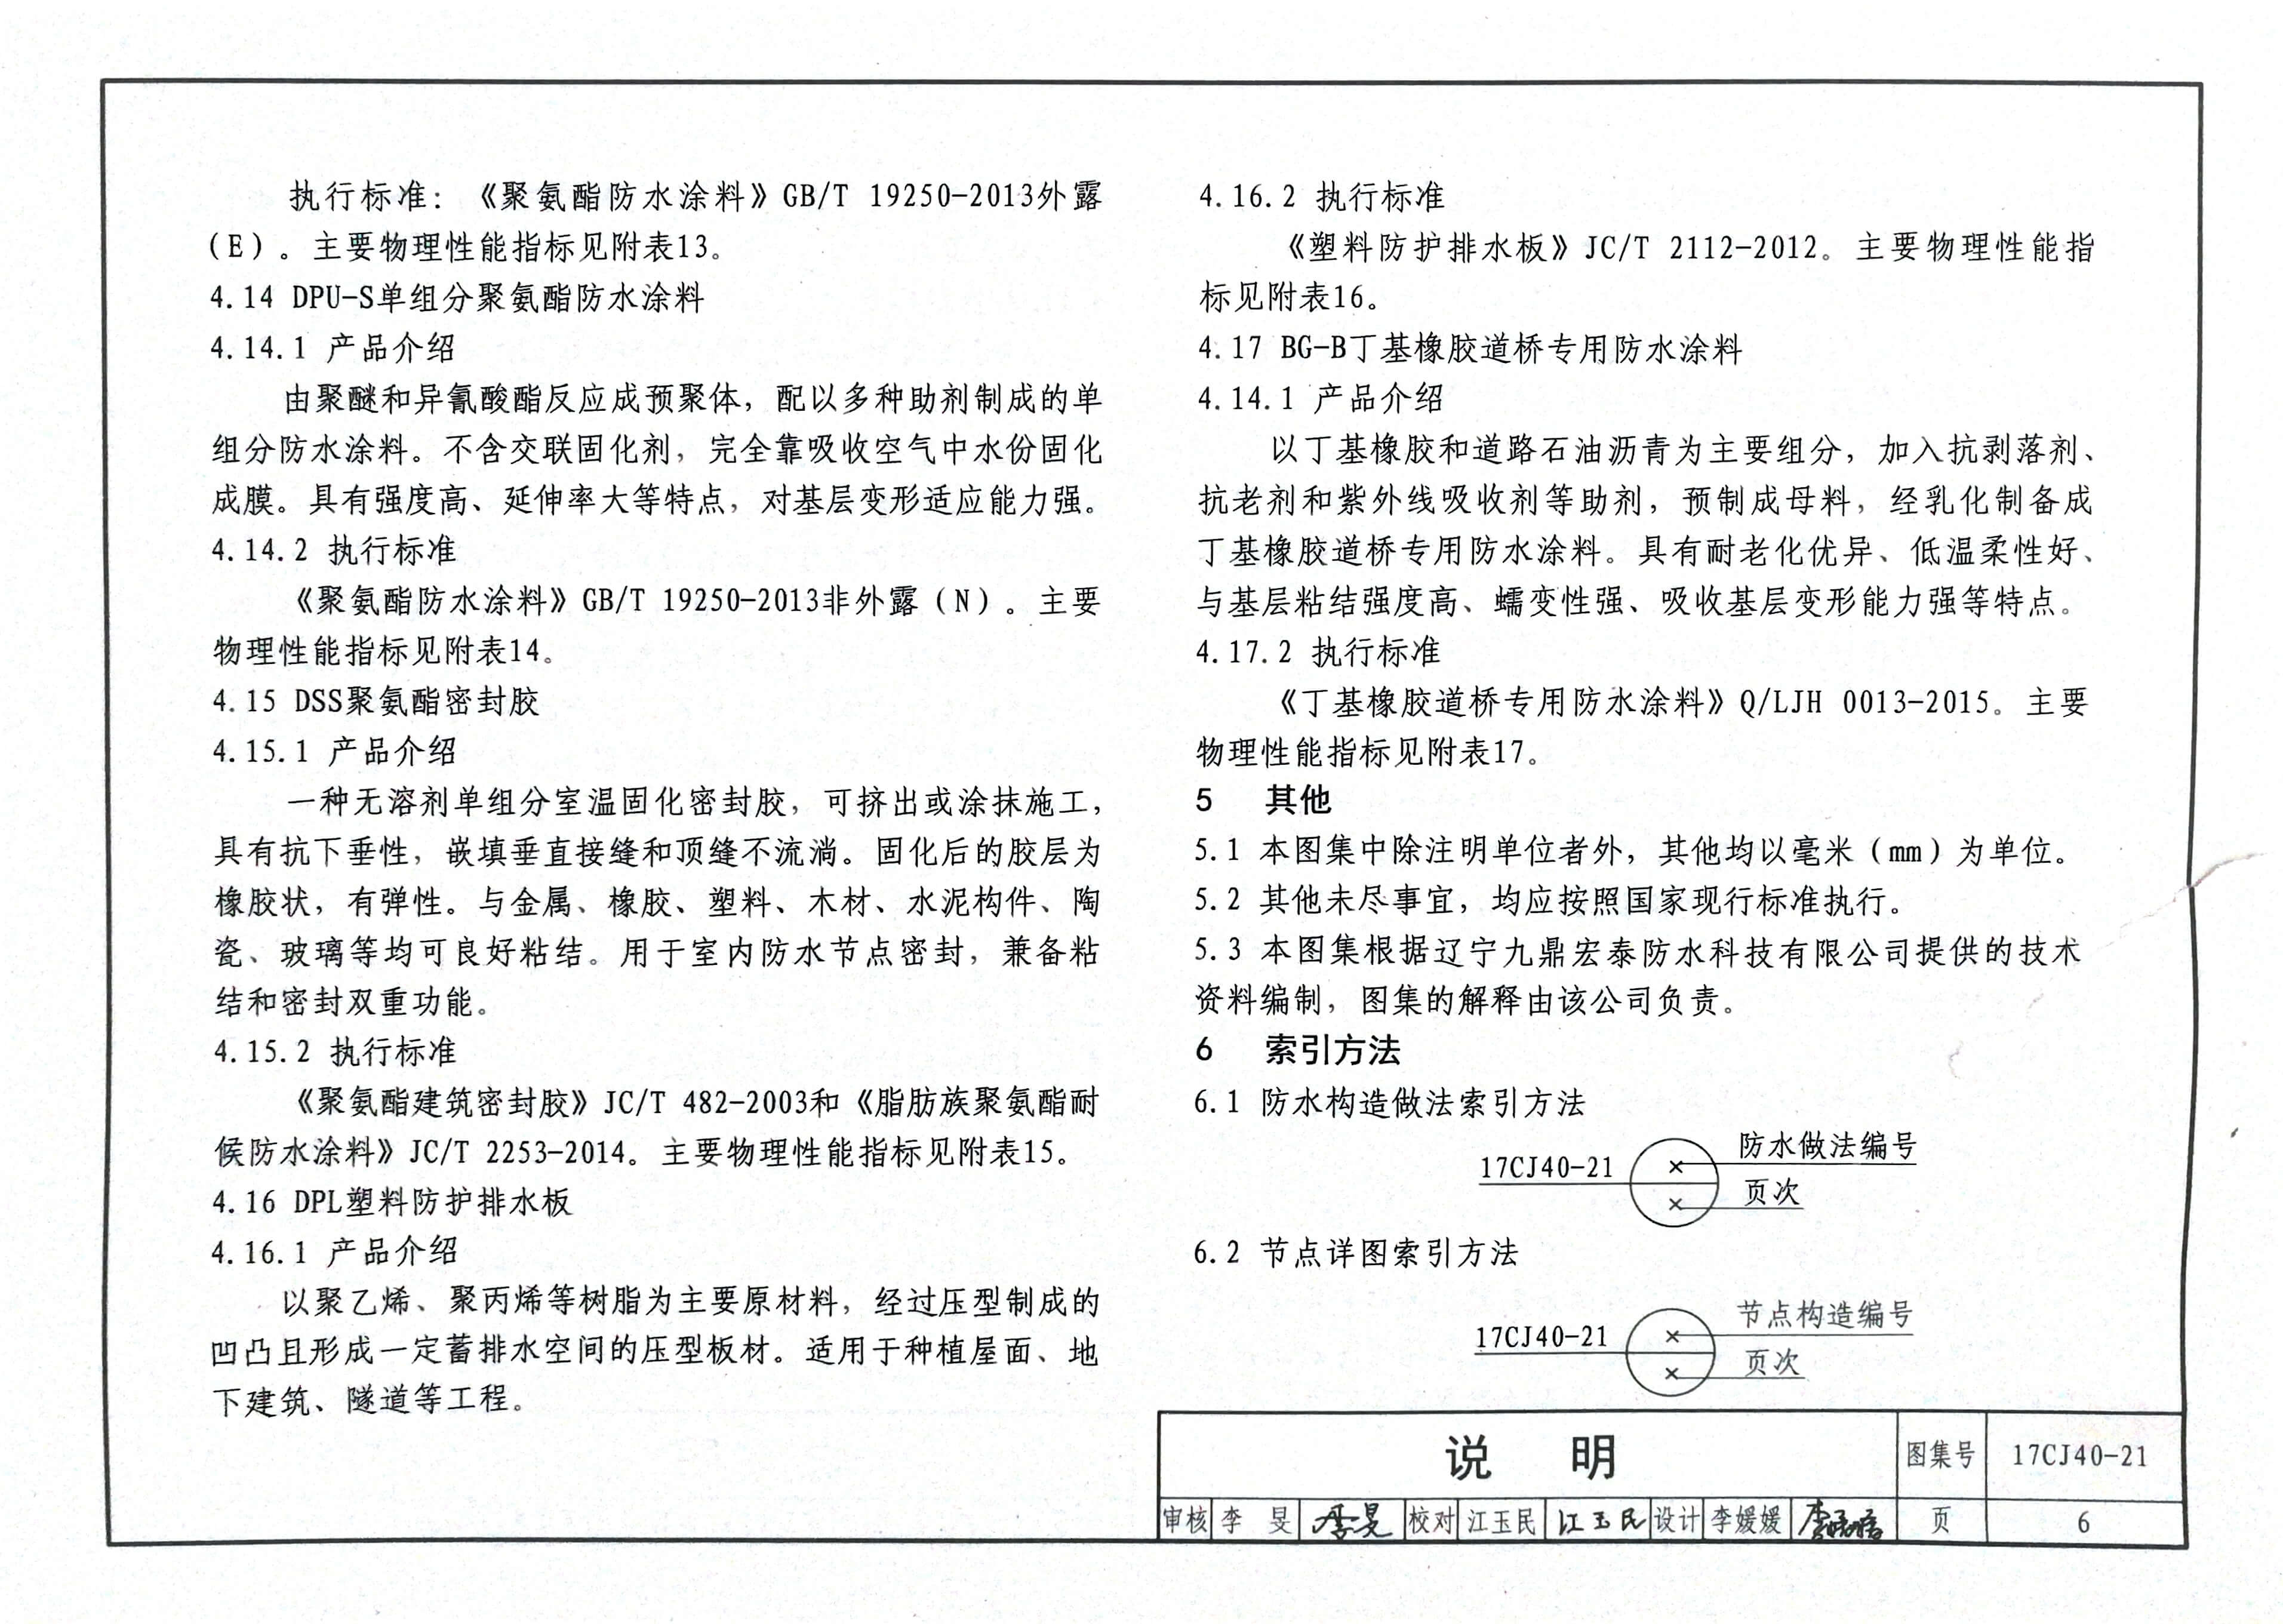 执行标准：《聚氨酯防水涂料》GB/T 19250-2013外露
（E）。主要物理性能指标见附表13。
4.14 DPU-S单组分聚氨酯防水涂料
4.14.1 产品介绍
由聚醚和异氰酸酯反应成预聚体，配以多种助剂制成的单
组分防水涂料。不含交联固化剂，完全靠吸收空气中水份固化
成膜。具有强度高、延伸率大等特点，对基层变形适应能力强。
4.14.2 执行标准
《聚氨酯防水涂料》GB/T 19250-2013非外露（N）。主要
物理性能指标见附表14。
4.15 DSS聚氨酯密封胶
4.15.1 产品介绍
一种无溶剂单组分室温固化密封胶，可挤出或涂抹施工，
具有抗下垂性，嵌填垂直接缝和顶缝不流淌。固化后的胶层为
橡胶状，有弹性。与金属、橡胶、塑料、木材、水泥构件、陶
瓷、玻璃等均可良好粘结。用于室内防水节点密封，兼备粘
结和密封双重功能。
4.15.2 执行标准
《聚氨酯建筑密封胶》JC/T 482-2003和《脂肪族聚氨酯耐
候防水涂料》JC/T 2253-2014。主要物理性能指标见附表15。
4.16 DPL塑料防护排水板
4.16.1 产品介绍
以聚乙烯、聚丙烯等树脂为主要原材料，经过压型制成的
凹凸且形成一定蓄排水空间的压型板材。适用于种植屋面、地
下建筑、隧道等工程。
4.16.2 执行标准
《塑料防护排水板》JC/T 2112-2012。主要物理性能指
标见附表16。
4.17 BG-B丁基橡胶道桥专用防水涂料
4.14.1 产品介绍
以丁基橡胶和道路石油沥青为主要组分，加入抗剥落剂、
抗老剂和紫外线吸收剂等助剂，预制成母料，经乳化制备成
丁基橡胶道桥专用防水涂料。具有耐老化优异、低温柔性好、
与基层粘结强度高、蠕变性强、吸收基层变形能力强等特点。
4.17.2 执行标准
《丁基橡胶道桥专用防水涂料》Q/LJH 0013-2015。主要
物理性能指标见附表17。
5 其他
5.1 本图集中除注明单位者外，其他均以毫米（mm）为单位。
5.2 其他未尽事宜，均应按照国家现行标准执行。
5.3 本图集根据辽宁九鼎宏泰防水科技有限公司提供的技术
资料编制，图集的解释由该公司负责。
6 索引方法
6.1 防水构造做法索引方法
17CJ40-21 × 防水做法编号
× 页次
6.2 节点详图索引方法
17CJ40-21 × 节点构造编号
× 页次
说 明 图集号 17CJ40-21
审核 李 旻 李旻 校对 江玉民 江玉民 设计 李媛媛 李媛媛 页 6